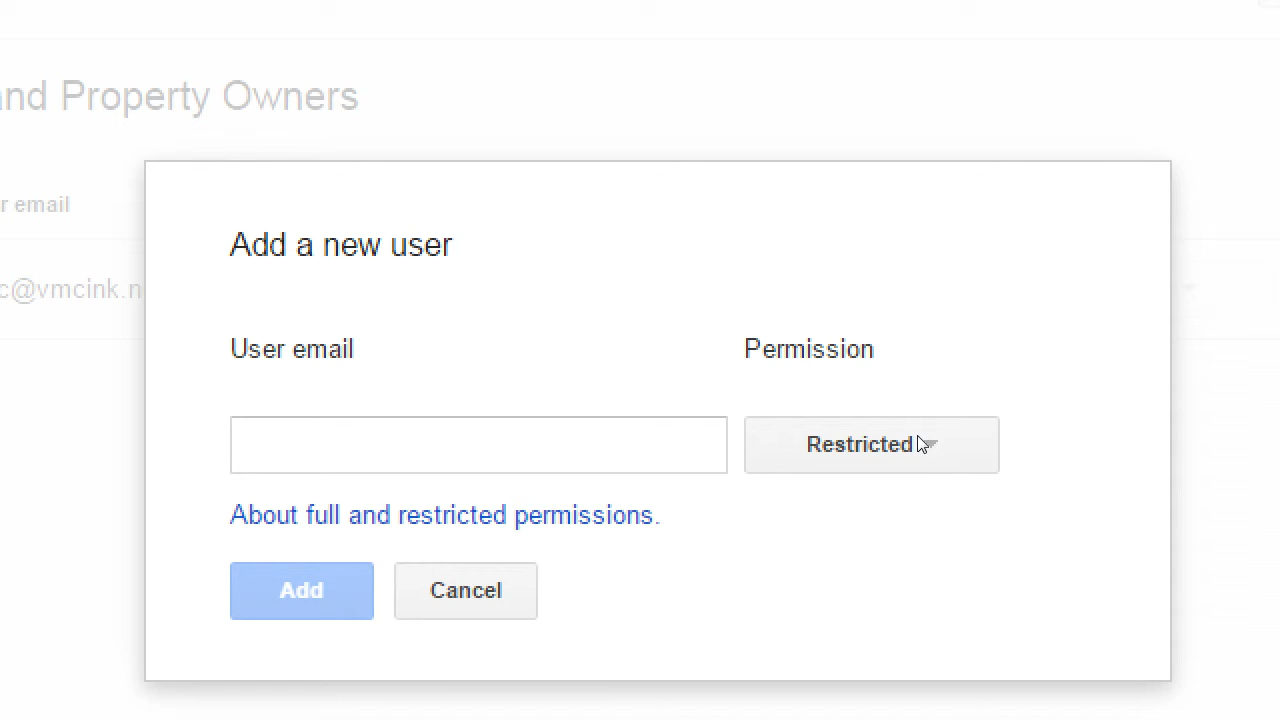 and Property Owners
r email
c@vmcink.n
Add a new user
User email
Permission
Restricted
About full and restricted permissions.
Add
Cancel